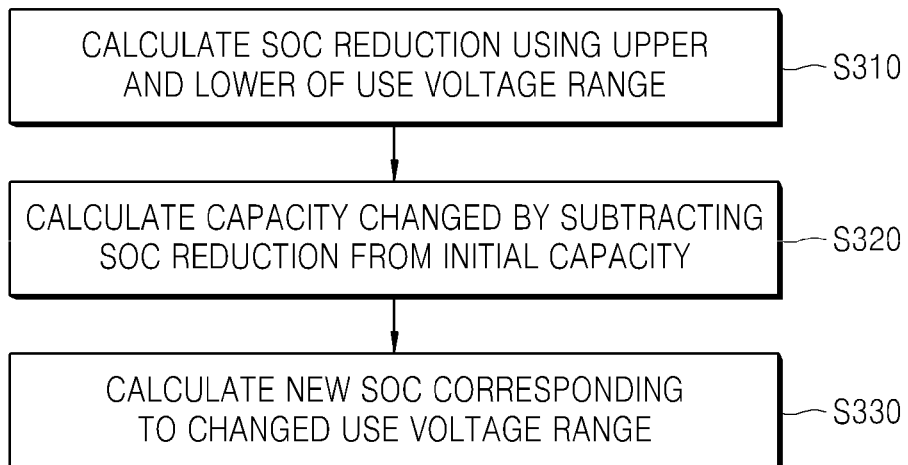 CALCULATE SOC REDUCTION USING UPPER
AND LOWER OF USE VOLTAGE RANGE
S310
CALCULATE CAPACITY CHANGED BY SUBTRACTING
SOC REDUCTION FROM INITIAL CAPACITY
S320
CALCULATE NEW SOC CORRESPONDING
TO CHANGED USE VOLTAGE RANGE
S330